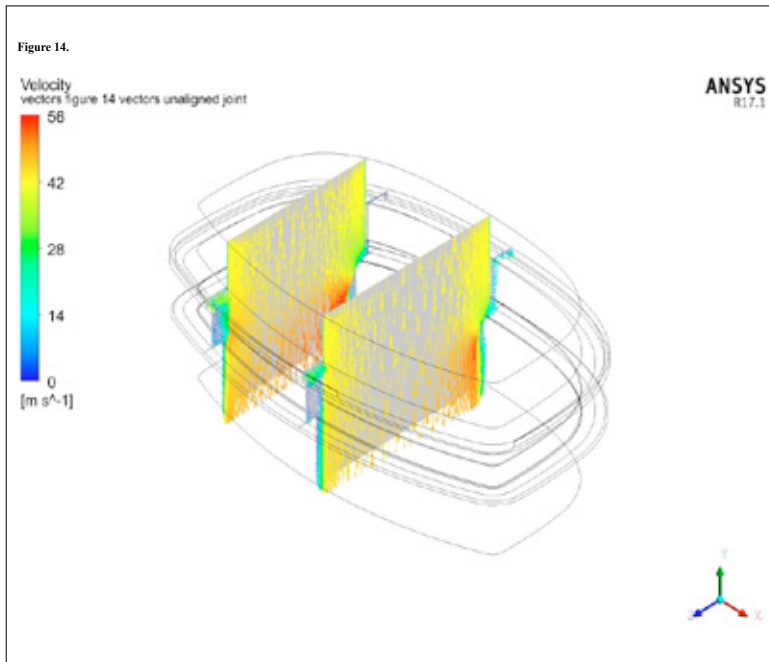 Figure 14.
Velocity
vectors figure 14 vectors unaligned joint
ANSYS
R17.1
56
42
28
14
0
[m s^-1]
Y
Z
X